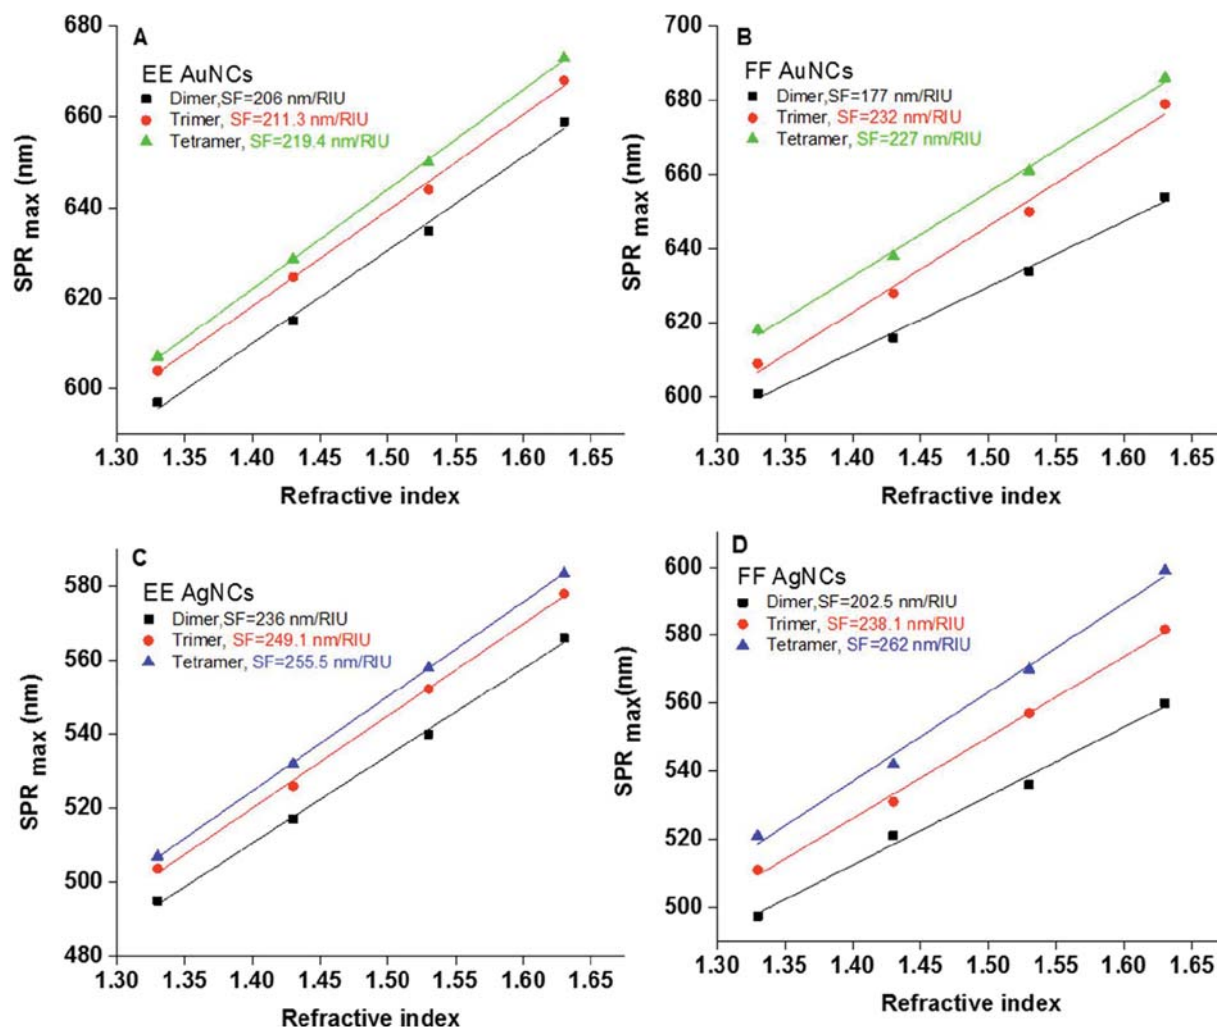 A
EE AuNCs
Dimer,SF=206 nm/RIU
Trimer, SF=211.3 nm/RIU
Tetramer, SF=219.4 nm/RIU
SPR max (nm)
680
660
640
620
600
1.30 1.35 1.40 1.45 1.50 1.55 1.60 1.65
Refractive index
B
FF AuNCs
Dimer,SF=177 nm/RIU
Trimer, SF=232 nm/RIU
Tetramer, SF=227 nm/RIU
SPR max (nm)
700
680
660
640
620
600
1.30 1.35 1.40 1.45 1.50 1.55 1.60 1.65
Refractive index
C
EE AgNCs
Dimer,SF=236 nm/RIU
Trimer, SF=249.1 nm/RIU
Tetramer, SF=255.5 nm/RIU
SPR max (nm)
580
560
540
520
500
480
1.30 1.35 1.40 1.45 1.50 1.55 1.60 1.65
Refractive index
D
FF AgNCs
Dimer,SF=202.5 nm/RIU
Trimer, SF=238.1 nm/RIU
Tetramer, SF=262 nm/RIU
SPR max(nm)
600
580
560
540
520
500
1.30 1.35 1.40 1.45 1.50 1.55 1.60 1.65
Refractive index